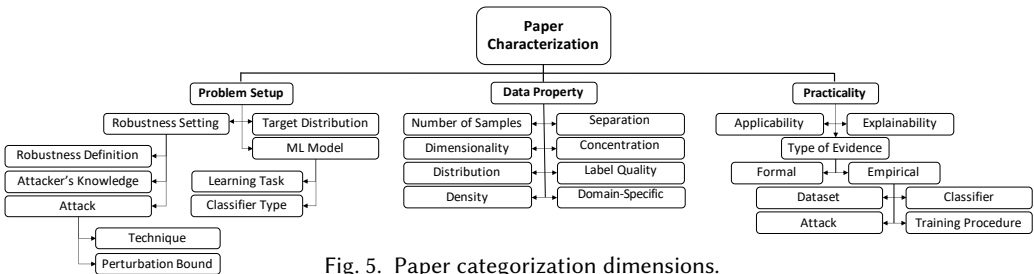 Paper
Characterization
Problem Setup
Data Property
Practicality
Robustness Setting
Target Distribution
ML Model
Robustness Definition
Attacker's Knowledge
Attack
Learning Task
Classifier Type
Technique
Perturbation Bound
Number of Samples
Separation
Dimensionality
Concentration
Distribution
Label Quality
Density
Domain-Specific
Applicability
Explainability
Type of Evidence
Formal
Empirical
Dataset
Classifier
Attack
Training Procedure
Fig. 5. Paper categorization dimensions.